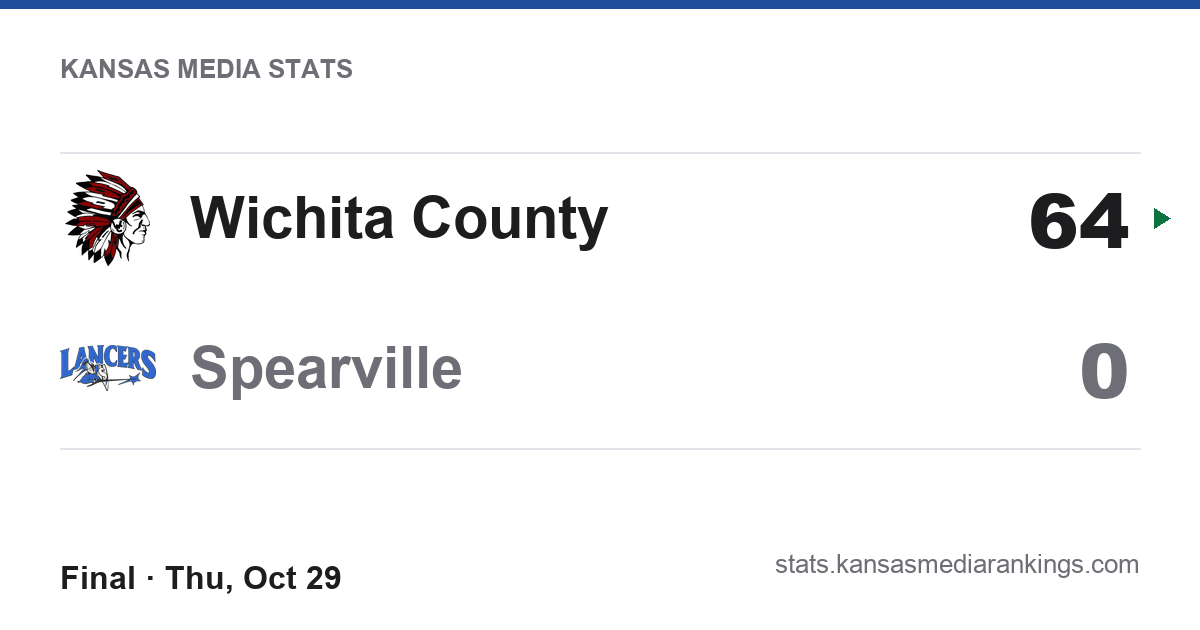 KANSAS MEDIA STATS
Wichita County 64
LANCERS
Spearville 0
Final · Thu, Oct 29
stats.kansasmediarankings.com